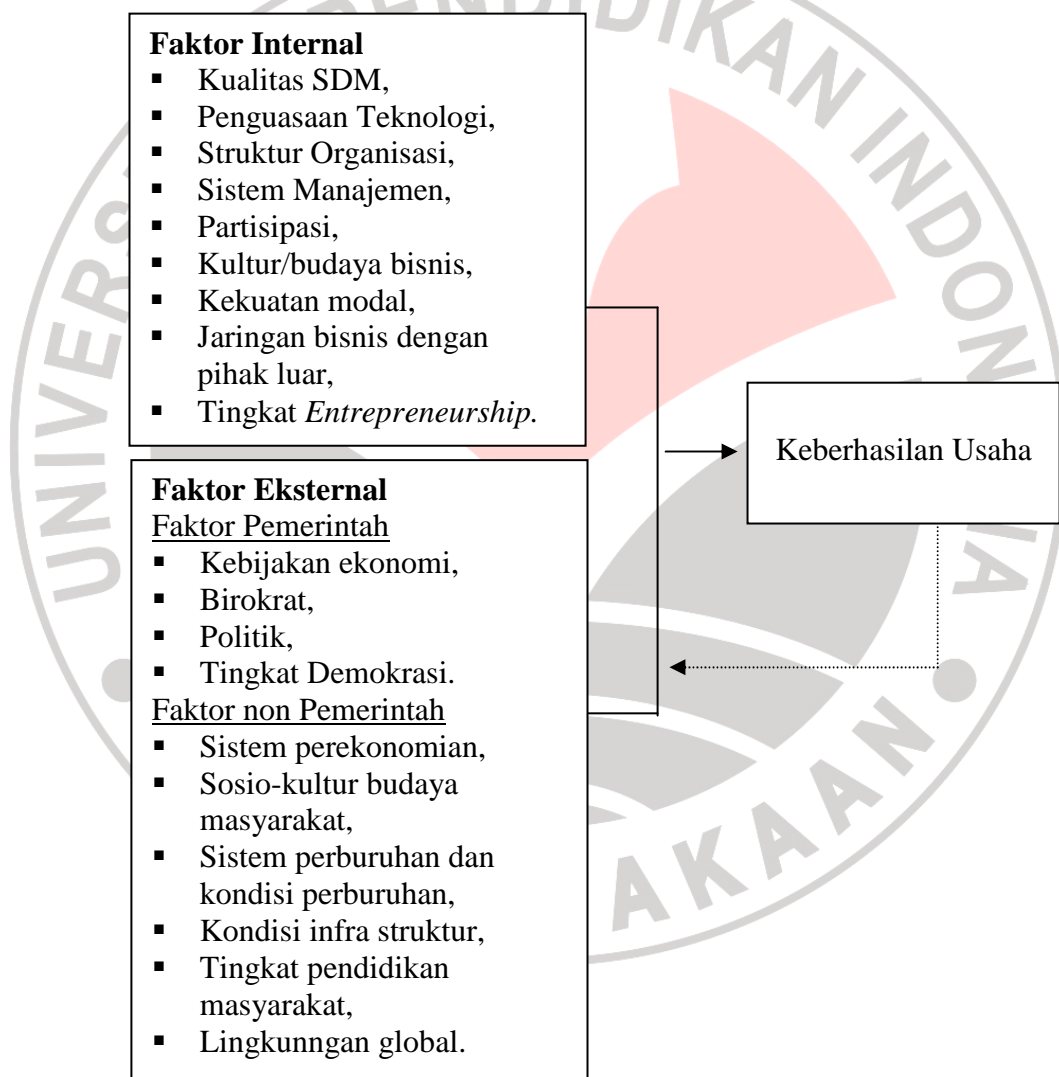 Faktor Internal
▪ Kualitas SDM,
▪ Penguasaan Teknologi,
▪ Struktur Organisasi,
▪ Sistem Manajemen,
▪ Partisipasi,
▪ Kultur/budaya bisnis,
▪ Kekuatan modal,
▪ Jaringan bisnis dengan
pihak luar,
▪ Tingkat Entrepreneurship.
Faktor Eksternal
Faktor Pemerintah
▪ Kebijakan ekonomi,
▪ Birokrat,
▪ Politik,
▪ Tingkat Demokrasi.
Faktor non Pemerintah
▪ Sistem perekonomian,
▪ Sosio-kultur budaya
masyarakat,
▪ Sistem perburuhan dan
kondisi perburuhan,
▪ Kondisi infra struktur,
▪ Tingkat pendidikan
masyarakat,
▪ Lingkunngan global.
Keberhasilan Usaha